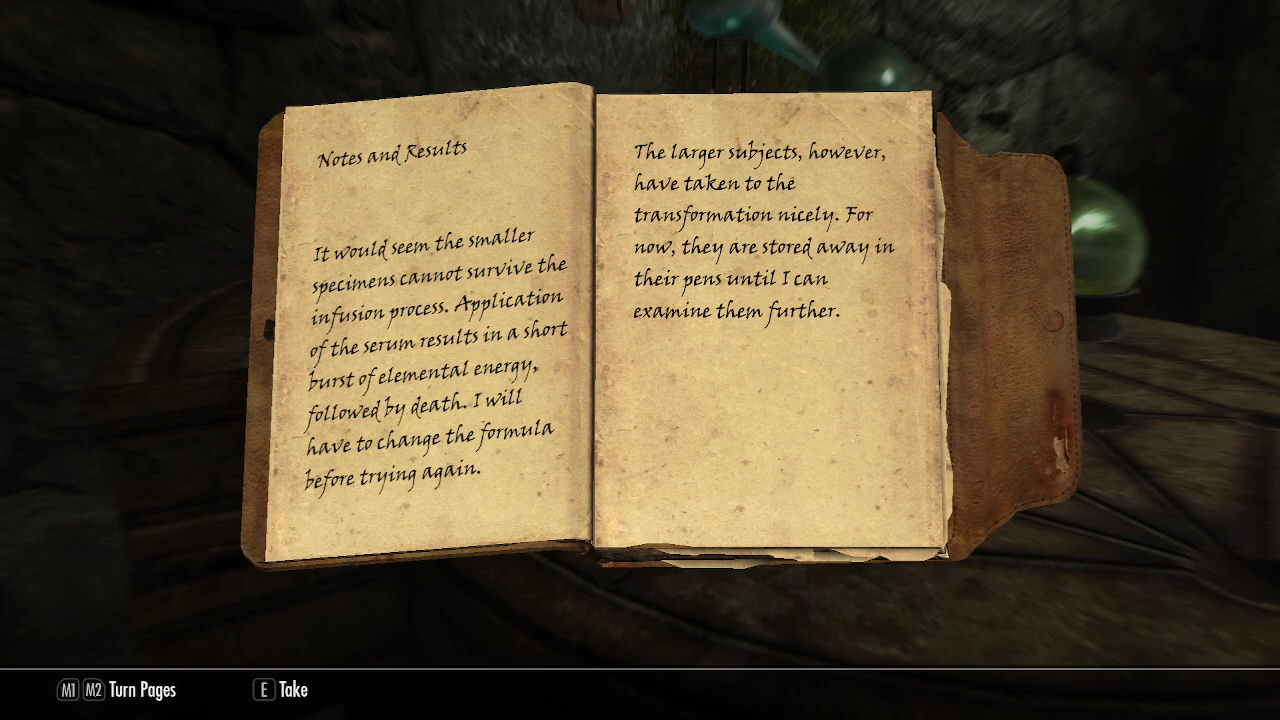 Notes and Results
It would seem the smaller
specimens cannot survive the
infusion process. Application
of the serum results in a short
burst of elemental energy,
followed by death. I will
have to change the formula
before trying again.
The larger subjects, however,
have taken to the
transformation nicely. For
now, they are stored away in
their pens until I can
examine them further.
M1 M2 Turn Pages
E Take